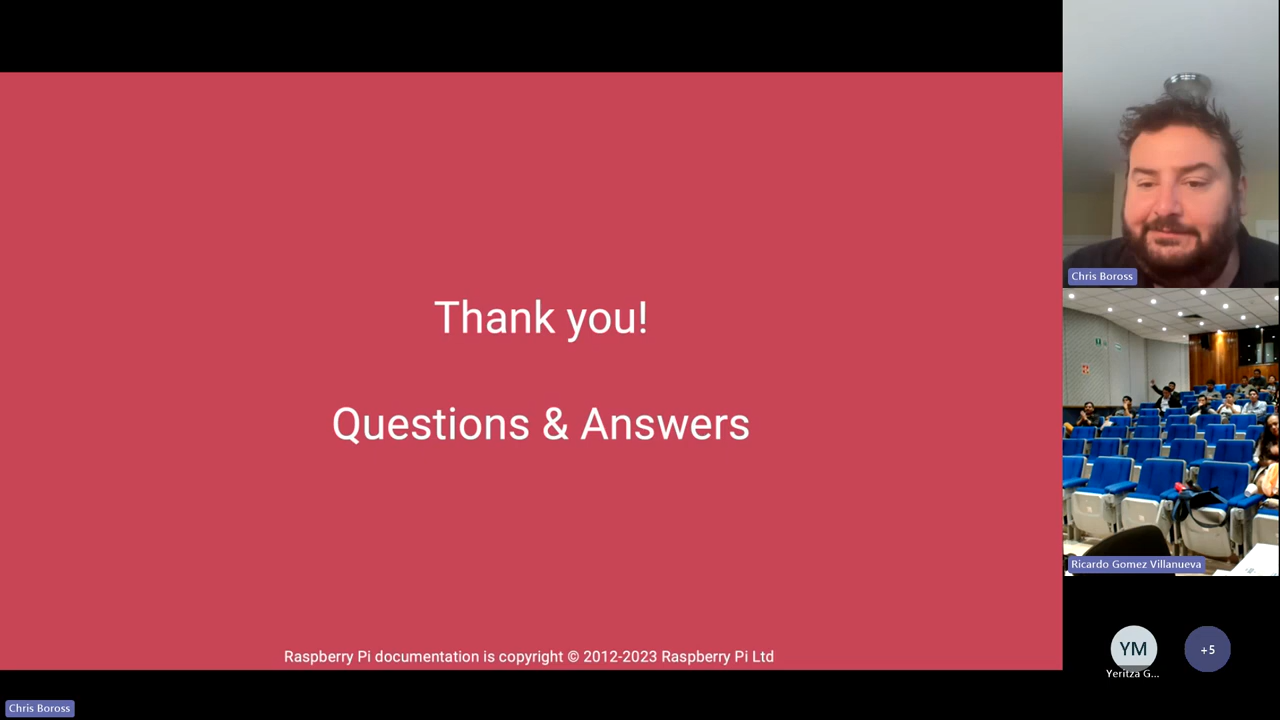 Thank you!
Questions & Answers
Raspberry Pi documentation is copyright © 2012-2023 Raspberry Pi Ltd
Chris Boross
Chris Boross
Ricardo Gomez Villanueva
YM
Yeritza G...
+5